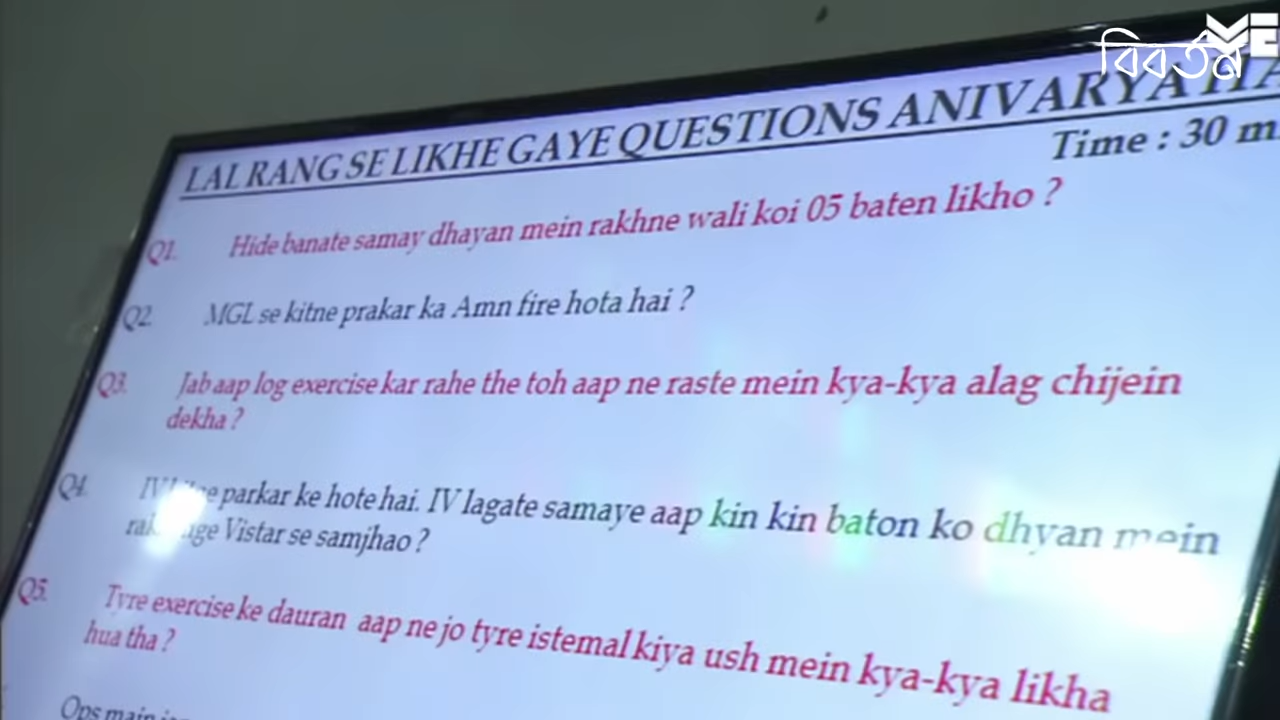 VE
বিবর্তন
LAL RANG SE LIKHE GAYE QUESTIONS ANIVARYA
Time : 30 m
Q1. Hide banate samay dhayan mein rakhne wali koi 05 baten likho ?
Q2. MGL se kitne prakar ka Amn fire hota hai ?
Q3. Jab aap log exercise kar rahe the toh aap ne raste mein kya-kya alag chijein
dekha ?
Q4. IV parkar ke hote hai. IV lagate samaye aap kin kin baton ko dhyan mein
Vistar se samjhao ?
Q5. Tyre exercise ke dauran aap ne jo tyre istemal kiya ush mein kya-kya likha
hua tha ?
Ops main